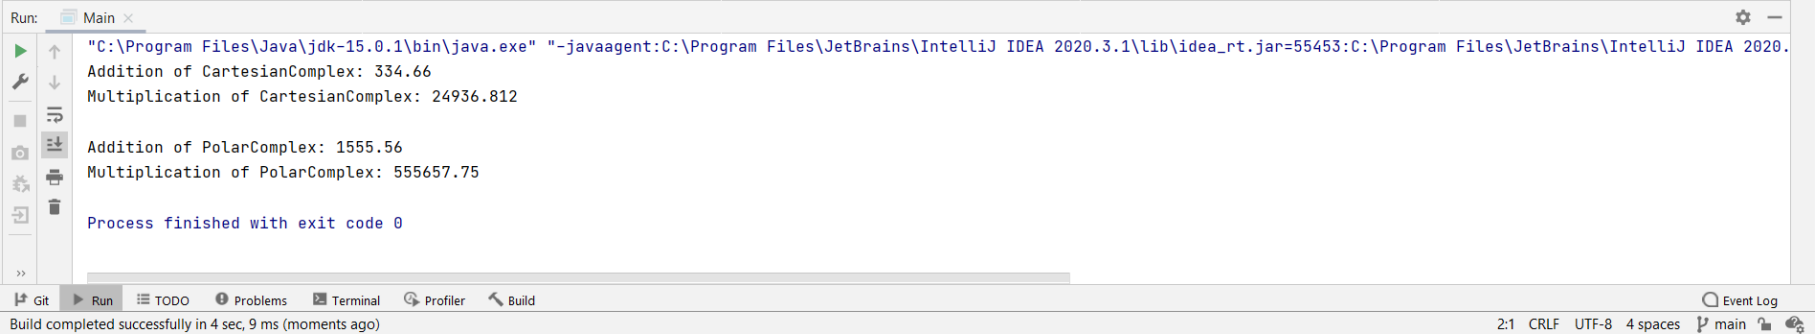 Run: Main
"C:\Program Files\Java\jdk-15.0.1\bin\java.exe" "-javaagent:C:\Program Files\JetBrains\IntelliJ IDEA 2020.3.1\lib\idea_rt.jar=55453:C:\Program Files\JetBrains\IntelliJ IDEA 2020.
Addition of CartesianComplex: 334.66
Multiplication of CartesianComplex: 24936.812
Addition of PolarComplex: 1555.56
Multiplication of PolarComplex: 555657.75
Process finished with exit code 0
Git Run TODO Problems Terminal Profiler Build Event Log
Build completed successfully in 4 sec, 9 ms (moments ago) 2:1 CRLF UTF-8 4 spaces main